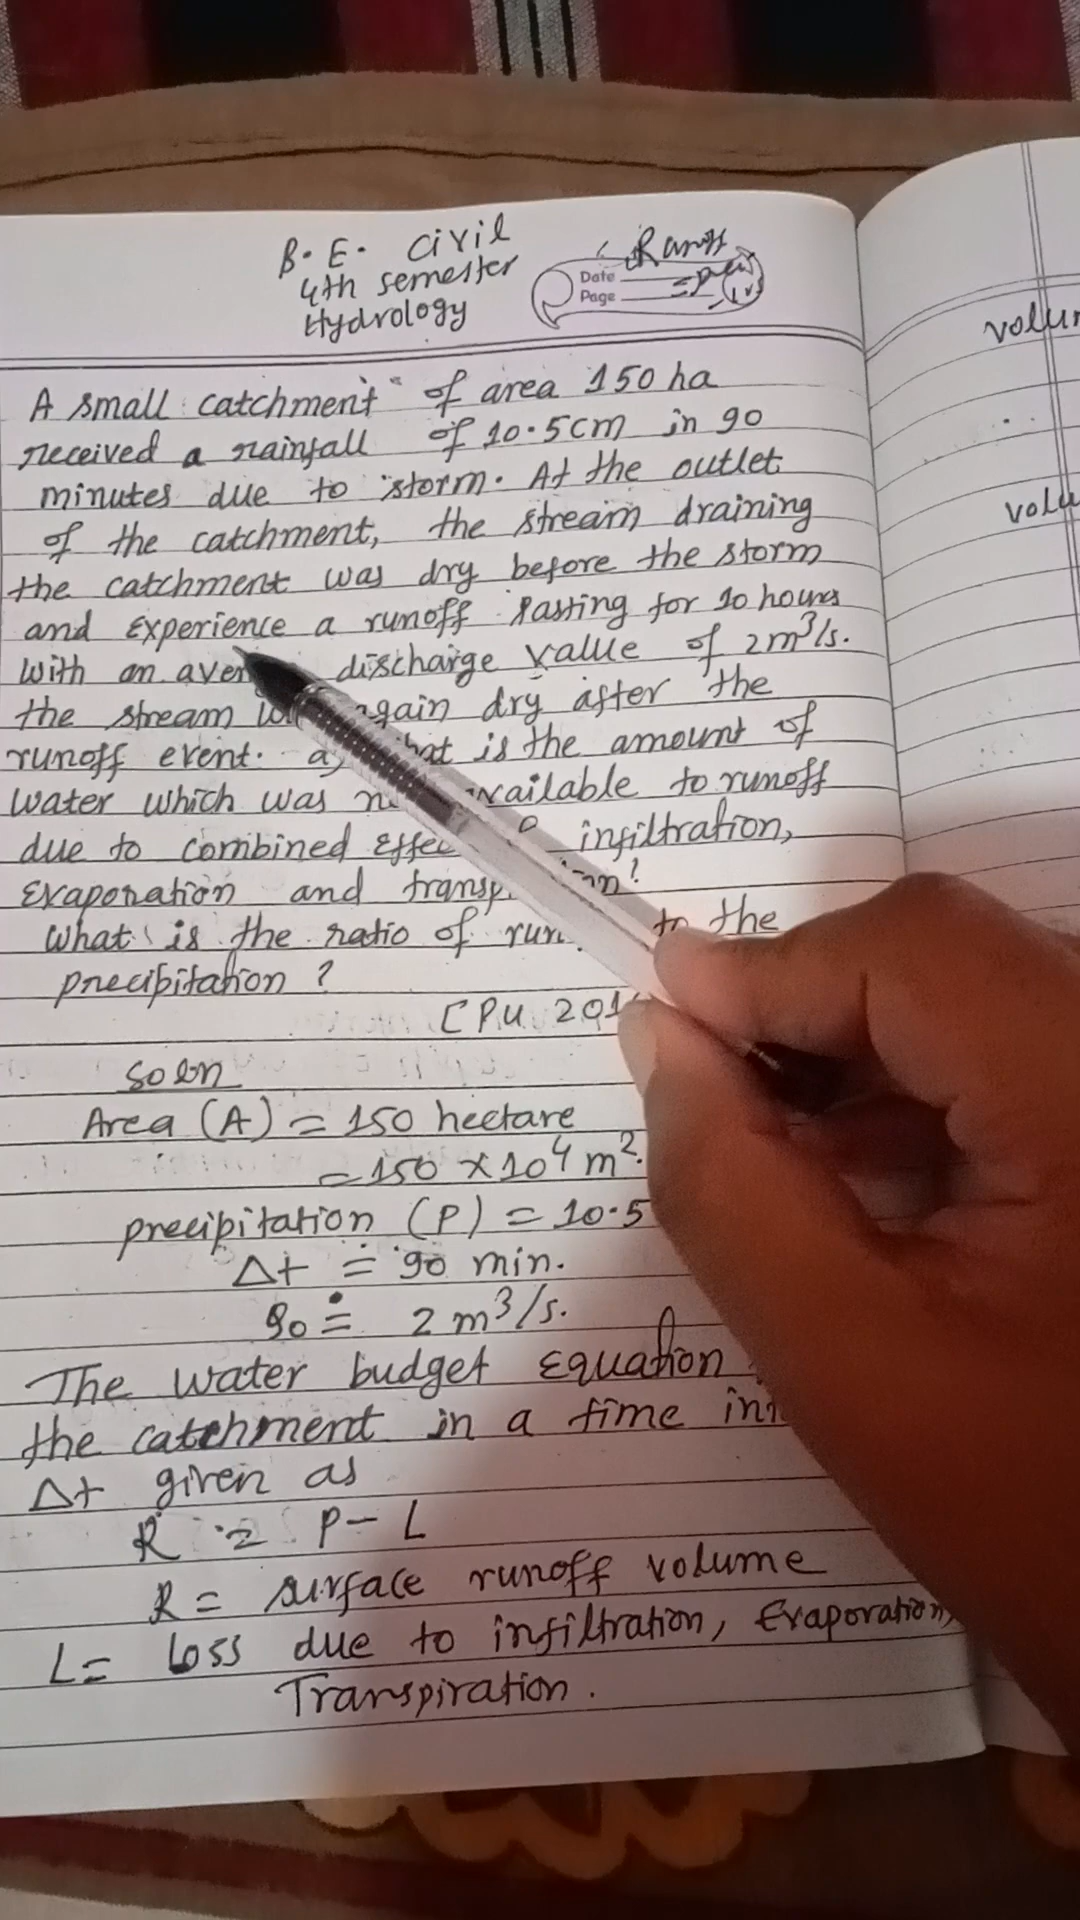 B.E. Civil
4th semester
Hydrology
Date
Page
A small catchment of area 150 ha
received a rainfall of 10.5cm in 90
minutes due to storm. At the outlet
of the catchment, the stream draining
the catchment was dry before the storm
and experience a runoff lasting for 10 hours
with an discharge value of 2m³/s.
the stream again dry after the
runoff event. a) is the amount of
water which was available to runoff
due to combined infiltration,
Evaporation and
what is the ratio of to the
precipitation ?
[PU
soln
Area (A) = 150 hectare
= 150 × 10⁴ m².
precipitation (P) = 10.5
Δt = 90 min.
= 2 m³/s.
The water budget Equation
the catchment in a time
Δt given as
R = P - L
R = surface runoff volume
L = Loss due to infiltration, Evaporation,
Transpiration.